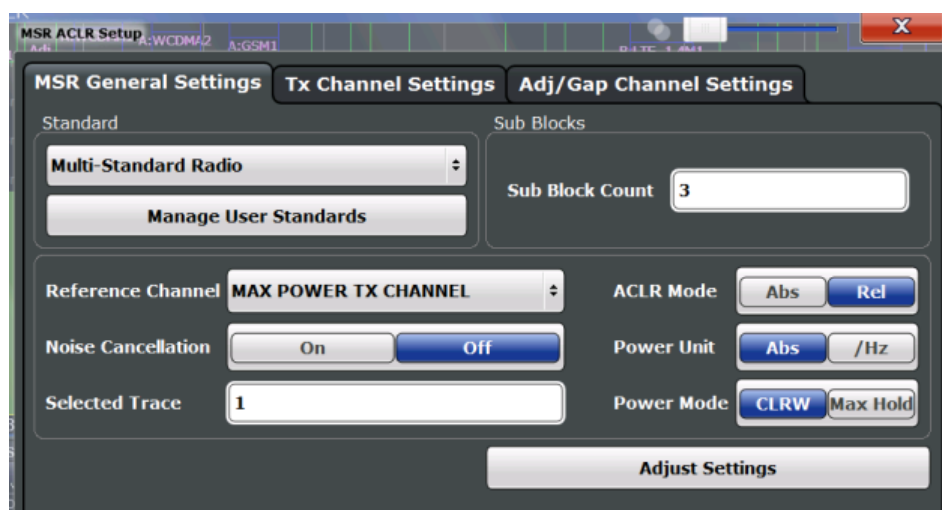 MSR ACLR Setup
A:WCDMA2
A:GSM1
MSR General Settings
Tx Channel Settings
Adj/Gap Channel Settings
Standard
Sub Blocks
Multi-Standard Radio
Manage User Standards
Sub Block Count 3
Reference Channel MAX POWER TX CHANNEL
ACLR Mode Abs Rel
Noise Cancellation On Off
Power Unit Abs /Hz
Selected Trace 1
Power Mode CLRW Max Hold
Adjust Settings